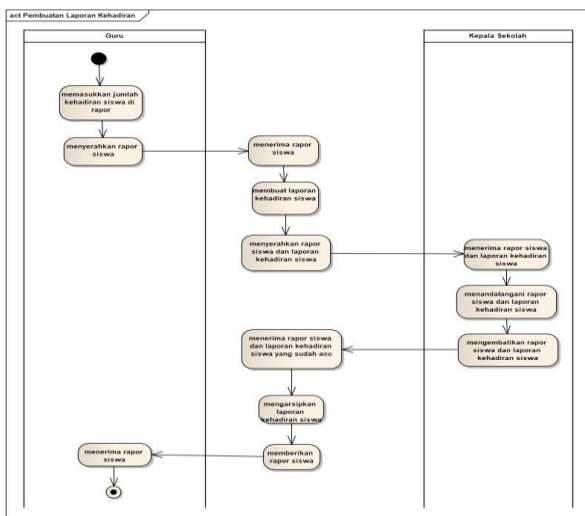 act Pembuatan Laporan Kehadiran
Guru
Kepala Sekolah
memasukkan jumlah
kehadiran siswa di
rapor
menyerahkan rapor
siswa
menerima rapor
siswa
membuat laporan
kehadiran siswa
menyerahkan rapor
siswa dan laporan
kehadiran siswa
menerima rapor siswa
dan laporan kehadiran
siswa
menandatangani rapor
siswa dan laporan
kehadiran siswa
mengembalikan rapor
siswa dan laporan
kehadiran siswa
menerima rapor siswa
dan laporan kehadiran
siswa yang sudah acc
mengarsipkan
laporan
kehadiran siswa
memberikan
rapor siswa
menerima rapor
siswa